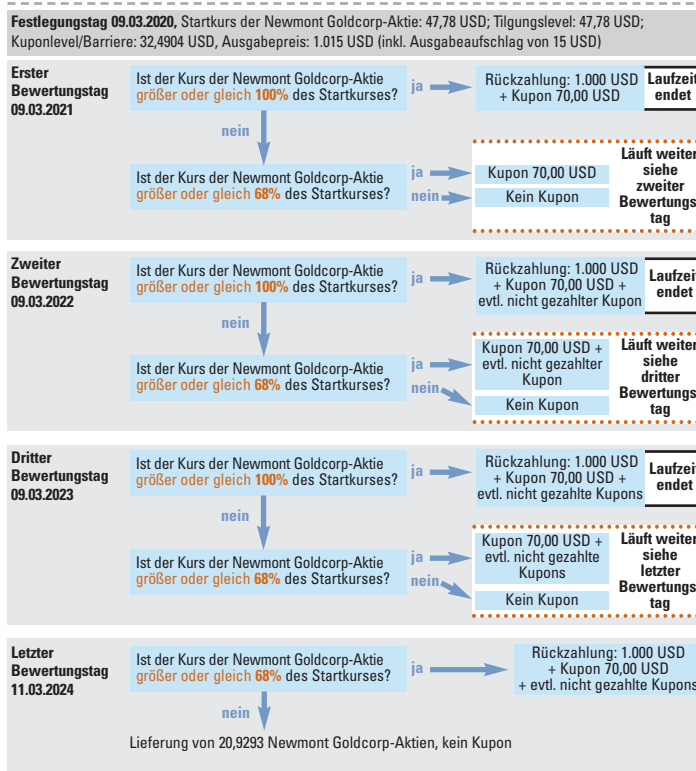 Festlegungstag 09.03.2020, Startkurs der Newmont Goldcorp-Aktie: 47,78 USD; Tilgungslevel: 47,78 USD;
Kuponlevel/Barriere: 32,4904 USD, Ausgabepreis: 1.015 USD (inkl. Ausgabeaufschlag von 15 USD)
Erster
Bewertungstag
09.03.2021
Ist der Kurs der Newmont Goldcorp-Aktie
größer oder gleich 100% des Startkurses?
ja
Rückzahlung: 1.000 USD
+ Kupon 70,00 USD
Laufzeit
endet
nein
Ist der Kurs der Newmont Goldcorp-Aktie
größer oder gleich 68% des Startkurses?
ja
Kupon 70,00 USD
nein
Kein Kupon
Läuft weiter
siehe
zweiter
Bewertungs
tag
Zweiter
Bewertungstag
09.03.2022
Ist der Kurs der Newmont Goldcorp-Aktie
größer oder gleich 100% des Startkurses?
ja
Rückzahlung: 1.000 USD
+ Kupon 70,00 USD +
evtl. nicht gezahlter Kupon
Laufzeit
endet
nein
Ist der Kurs der Newmont Goldcorp-Aktie
größer oder gleich 68% des Startkurses?
ja
Kupon 70,00 USD +
evtl. nicht gezahlter
Kupon
nein
Kein Kupon
Läuft weiter
siehe
dritter
Bewertungs
tag
Dritter
Bewertungstag
09.03.2023
Ist der Kurs der Newmont Goldcorp-Aktie
größer oder gleich 100% des Startkurses?
ja
Rückzahlung: 1.000 USD
+ Kupon 70,00 USD +
evtl. nicht gezahlte Kupons
Laufzeit
endet
nein
Ist der Kurs der Newmont Goldcorp-Aktie
größer oder gleich 68% des Startkurses?
ja
Kupon 70,00 USD +
evtl. nicht gezahlte
Kupons
nein
Kein Kupon
Läuft weiter
siehe
letzter
Bewertungs
tag
Letzter
Bewertungstag
11.03.2024
Ist der Kurs der Newmont Goldcorp-Aktie
größer oder gleich 68% des Startkurses?
ja
Rückzahlung: 1.000 USD
+ Kupon 70,00 USD
+ evtl. nicht gezahlte Kupons
nein
Lieferung von 20,9293 Newmont Goldcorp-Aktien, kein Kupon